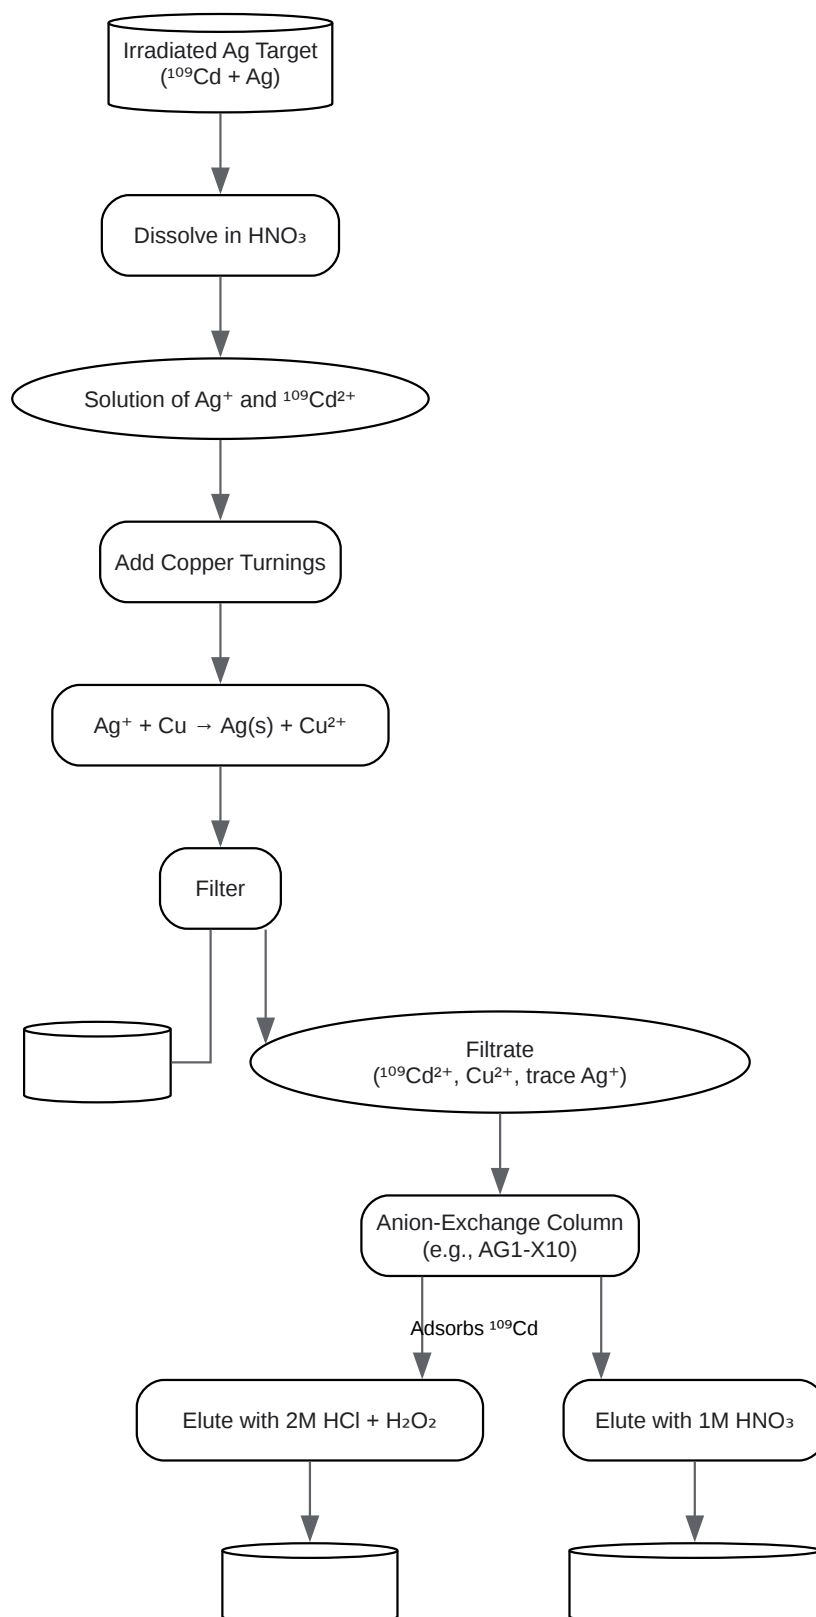 Irradiated Ag Target
(¹⁰⁹Cd + Ag)
Dissolve in HNO₃
Solution of Ag⁺ and ¹⁰⁹Cd²⁺
Add Copper Turnings
Ag⁺ + Cu → Ag(s) + Cu²⁺
Filter
Filtrate
(¹⁰⁹Cd²⁺, Cu²⁺, trace Ag⁺)
Anion-Exchange Column
(e.g., AG1-X10)
Adsorbs ¹⁰⁹Cd
Elute with 2M HCl + H₂O₂
Elute with 1M HNO₃